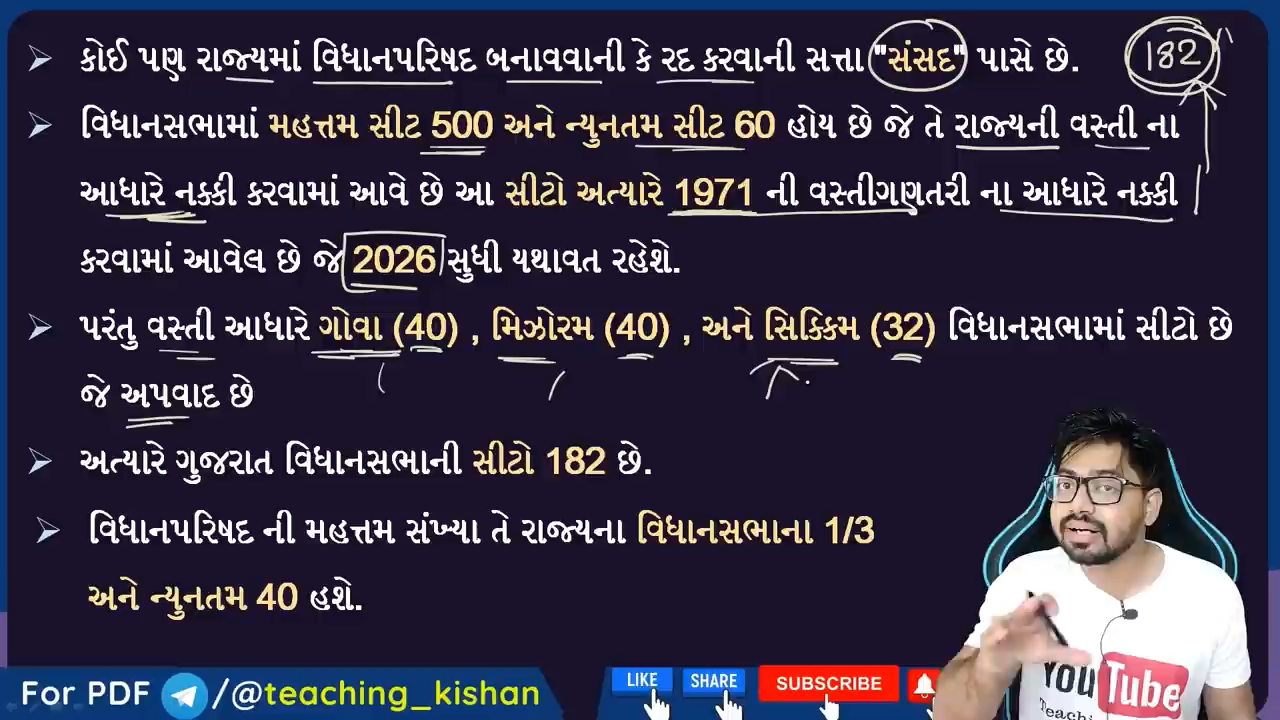 કોઈ પણ રાજ્યમાં વિધાનપરિષદ બનાવવાની કે રદ કરવાની સત્તા "સંસદ" પાસે છે.
182
વિધાનસભામાં મહત્તમ સીટ 500 અને ન્યુનતમ સીટ 60 હોય છે જે તે રાજ્યની વસ્તી ના
આધારે નક્કી કરવામાં આવે છે આ સીટો અત્યારે 1971 ની વસ્તીગણતરી ના આધારે નક્કી
કરવામાં આવેલ છે જે 2026 સુધી યથાવત રહેશે.
પરંતુ વસ્તી આધારે ગોવા (40) , મિઝોરમ (40) , અને સિક્કિમ (32) વિધાનસભામાં સીટો છે
જે અપવાદ છે
અત્યારે ગુજરાત વિધાનસભાની સીટો 182 છે.
વિધાનપરિષદ ની મહત્તમ સંખ્યા તે રાજ્યના વિધાનસભાના 1/3
અને ન્યુનતમ 40 હશે.
You Tube
For PDF /@teaching_kishan
LIKE SHARE SUBSCRIBE